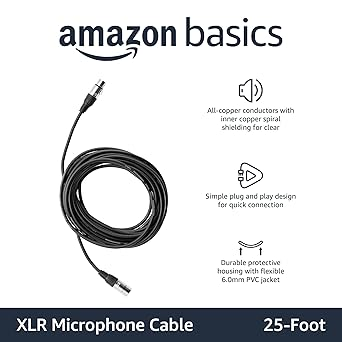 amazon basics
All-copper conductors with
inner copper spiral
shielding for clear
Simple plug and play design
for quick connection
Durable protective
housing with flexible
6.0mm PVC jacket
XLR Microphone Cable
25-Foot